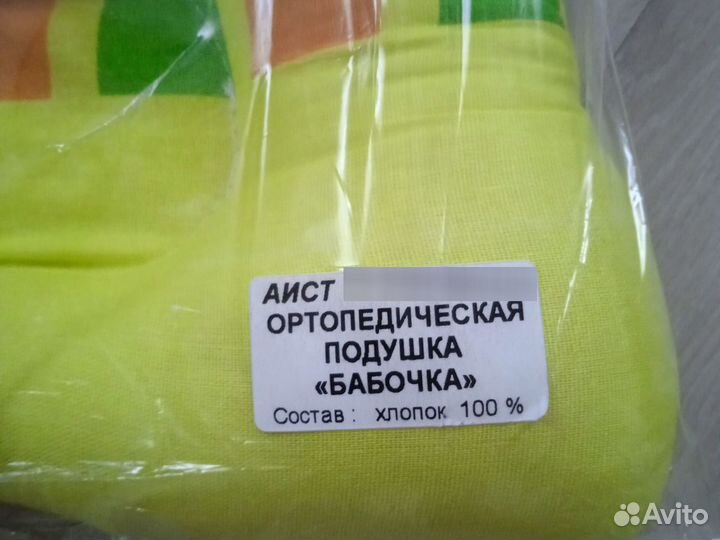 АИСТ
ОРТОПЕДИЧЕСКАЯ
ПОДУШКА
«БАБОЧКА»
Состав : хлопок 100 %
Avito